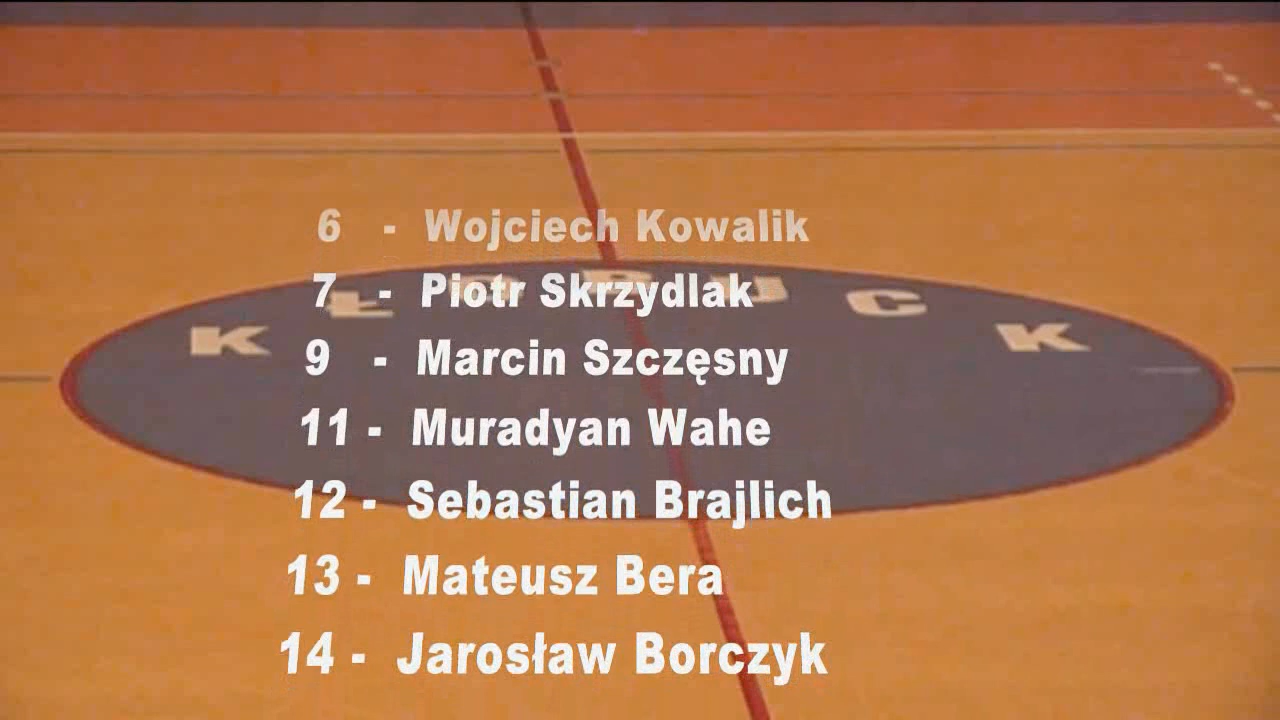 6 - Wojciech Kowalik
7 - Piotr Skrzydlak
9 - Marcin Szczęsny
11 - Muradyan Wahe
12 - Sebastian Brajlich
13 - Mateusz Bera
14 - Jarosław Borczyk
KŁOBUCK